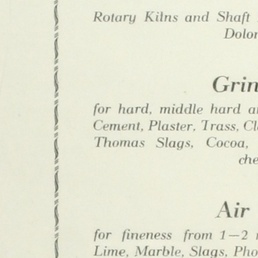 Rotary Kilns and Shaft
Dolor
Grin
for hard, middle hard a
Cement, Plaster, Trass, Cl
Thomas Slags, Cocoa,
che
Air
for fineness from 1—2
Lime, Marble, Slags, Pho